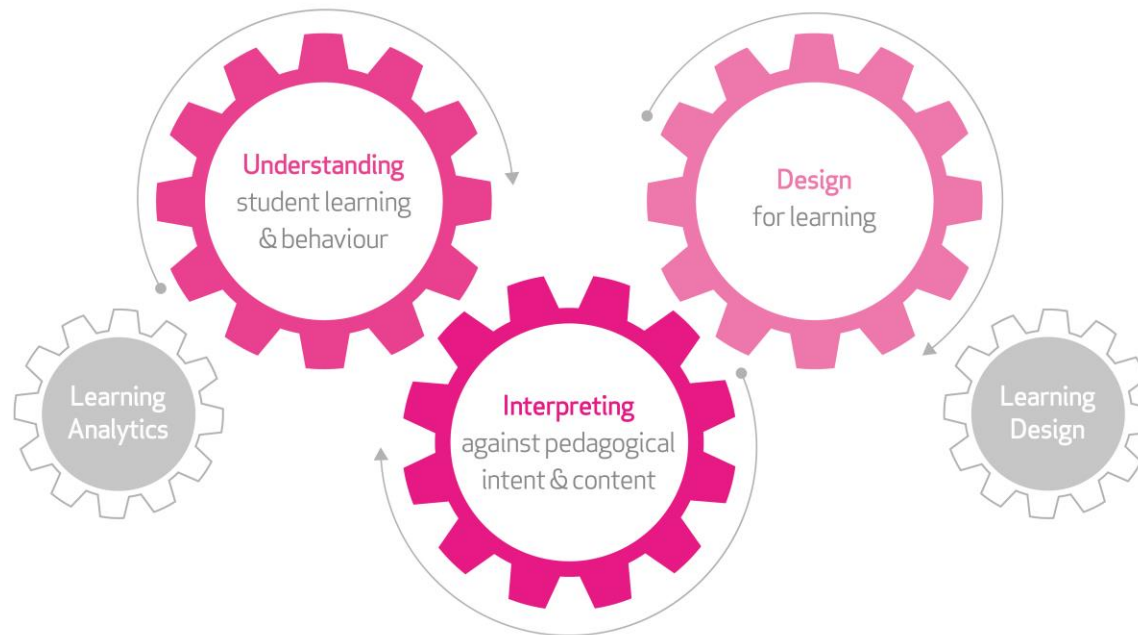 Understanding
student learning
& behaviour
Design
for learning
Learning
Analytics
Interpreting
against pedagogical
intent & content
Learning
Design